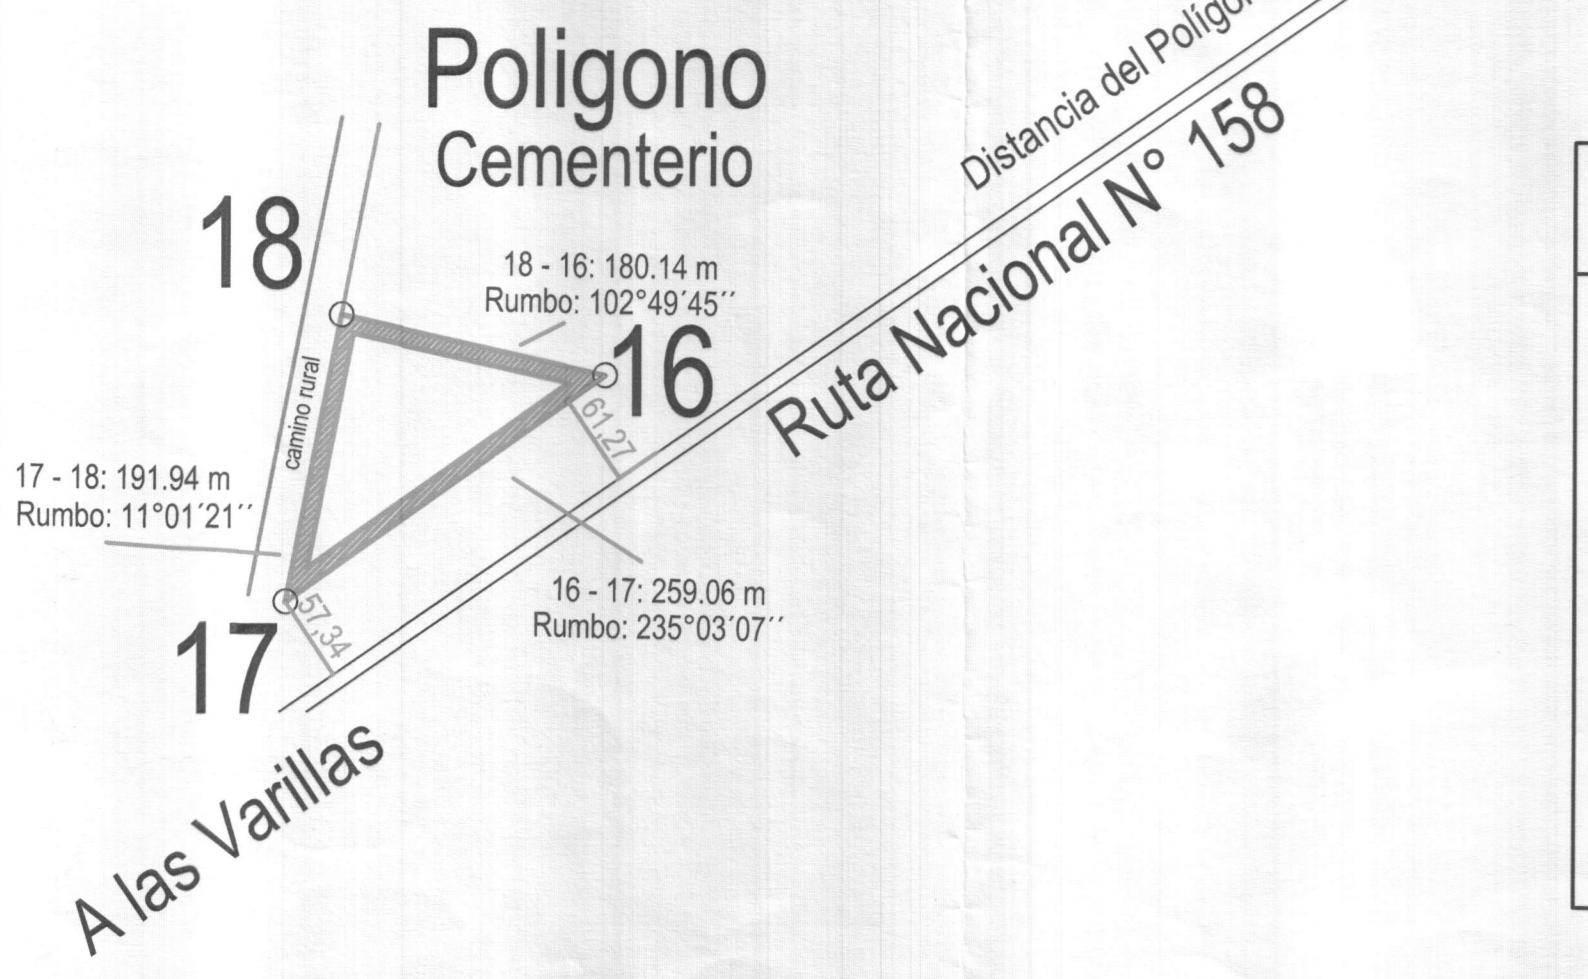 Poligono
Cementerio
Distancia del Polígo
Ruta Nacional N° 158
18
18 - 16: 180.14 m
Rumbo: 102°49´45´´
16
camino rural
61,27
17 - 18: 191.94 m
Rumbo: 11°01´21´´
16 - 17: 259.06 m
Rumbo: 235°03´07´´
57,34
17
A las Varillas